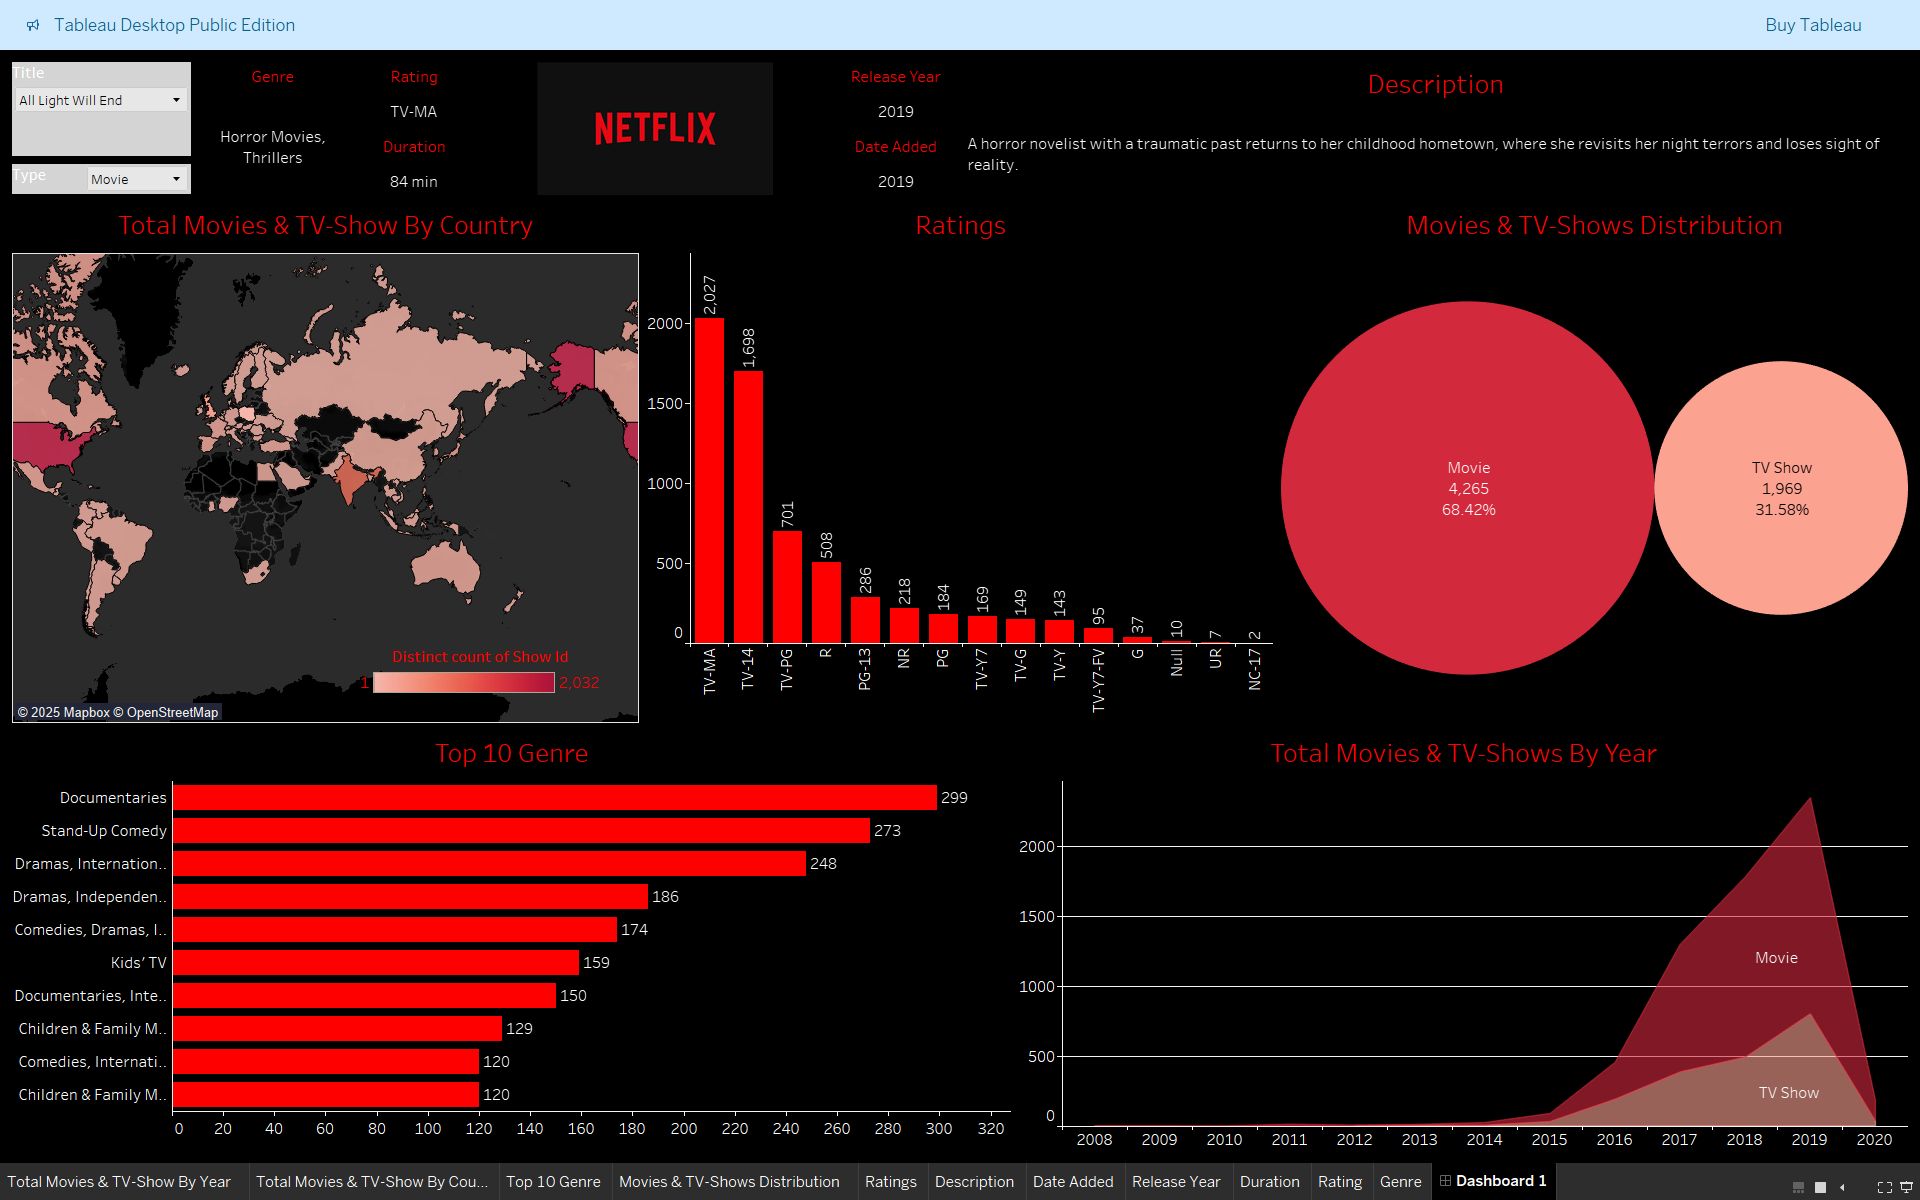 Tableau Desktop Public Edition
Buy Tableau
Title
All Light Will End
Type
Movie
Genre
Horror Movies,
Thrillers
Rating
TV-MA
Duration
84 min
NETFLIX
Release Year
2019
Date Added
2019
Description
A horror novelist with a traumatic past returns to her childhood hometown, where she revisits her night terrors and loses sight of
reality.
Total Movies & TV-Show By Country
Distinct count of Show Id
1
2,032
© 2025 Mapbox © OpenStreetMap
Ratings
2000
1500
1000
500
0
2,027
1,698
701
508
286
218
184
169
149
143
95
37
10
7
2
TV-MA
TV-14
TV-PG
R
PG-13
NR
PG
TV-Y7
TV-G
TV-Y
TV-Y7-FV
G
Null
UR
NC-17
Movies & TV-Shows Distribution
Movie
4,265
68.42%
TV Show
1,969
31.58%
Top 10 Genre
Documentaries
299
Stand-Up Comedy
273
Dramas, Internation..
248
Dramas, Independen..
186
Comedies, Dramas, I..
174
Kids’ TV
159
Documentaries, Inte..
150
Children & Family M..
129
Comedies, Internati..
120
Children & Family M..
120
0 20 40 60 80 100 120 140 160 180 200 220 240 260 280 300 320
Total Movies & TV-Shows By Year
2000
1500
1000
500
0
Movie
TV Show
2008 2009 2010 2011 2012 2013 2014 2015 2016 2017 2018 2019 2020
Total Movies & TV-Show By Year
Total Movies & TV-Show By Cou...
Top 10 Genre
Movies & TV-Shows Distribution
Ratings
Description
Date Added
Release Year
Duration
Rating
Genre
Dashboard 1